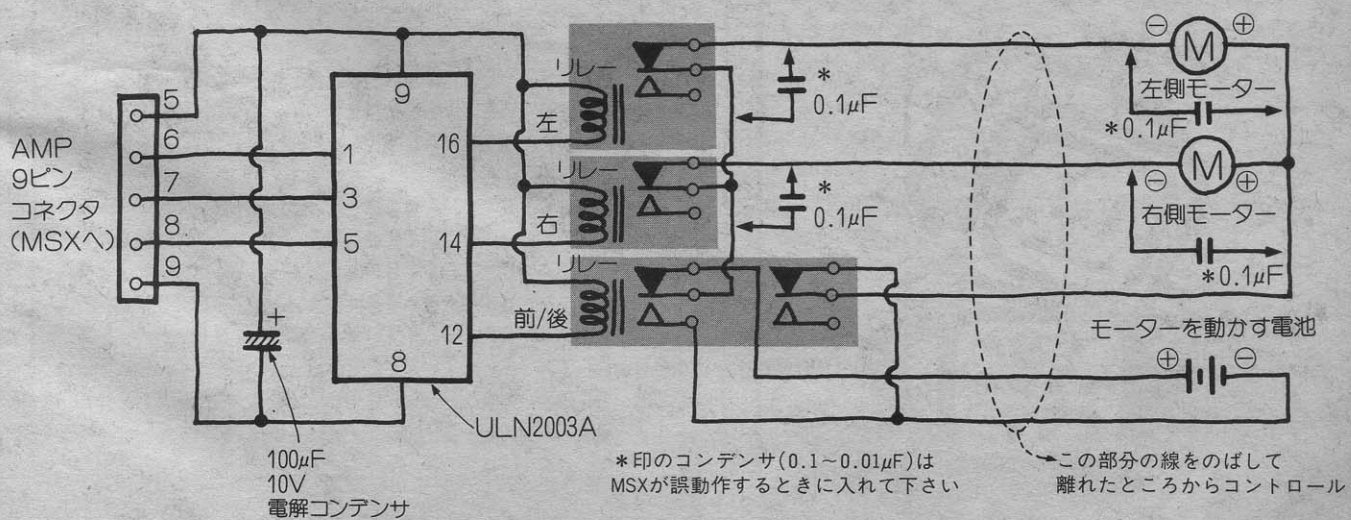 AMP
9ピン
コネクタ
(MSXへ)
5
6
7
8
9
+
100μF
10V
電解コンデンサ
9
1
3
5
16
14
12
8
ULN2003A
リレー
左
リレー
右
リレー
前/後
*
0.1μF
*
0.1μF
⊖ M ⊕
左側モーター
*0.1μF
⊖ M ⊕
右側モーター
*0.1μF
モーターを動かす電池
⊕ ⊖
*印のコンデンサ(0.1~0.01μF)は
MSXが誤動作するときに入れて下さい
この部分の線をのばして
離れたところからコントロール